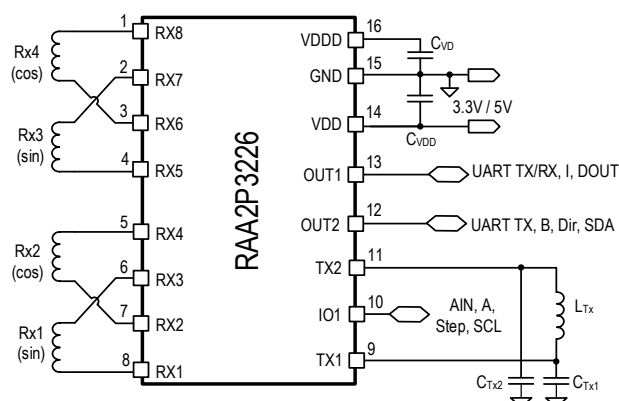 1
RX8
Rx4
(cos)
2
RX7
3
RX6
Rx3
(sin)
4
RX5
5
RX4
Rx2
(cos)
6
RX3
7
RX2
Rx1
(sin)
8
RX1
RAA2P3226
16
VDDD
CVD
15
GND
3.3V / 5V
14
VDD
CVDD
13
OUT1
UART TX/RX, I, DOUT
12
OUT2
UART TX, B, Dir, SDA
11
TX2
10
IO1
AIN, A,
Step, SCL
LTx
9
TX1
CTx2
CTx1